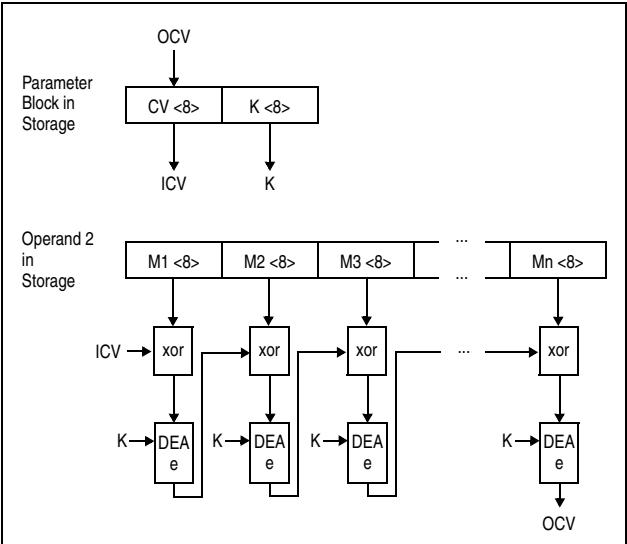 OCV
Parameter
Block in
Storage
CV <8> K <8>
ICV K
Operand 2
in
Storage
M1 <8> M2 <8> M3 <8> ... ... Mn <8>
ICV xor xor xor ... xor
K DEA e K DEA e K DEA e K DEA e
OCV